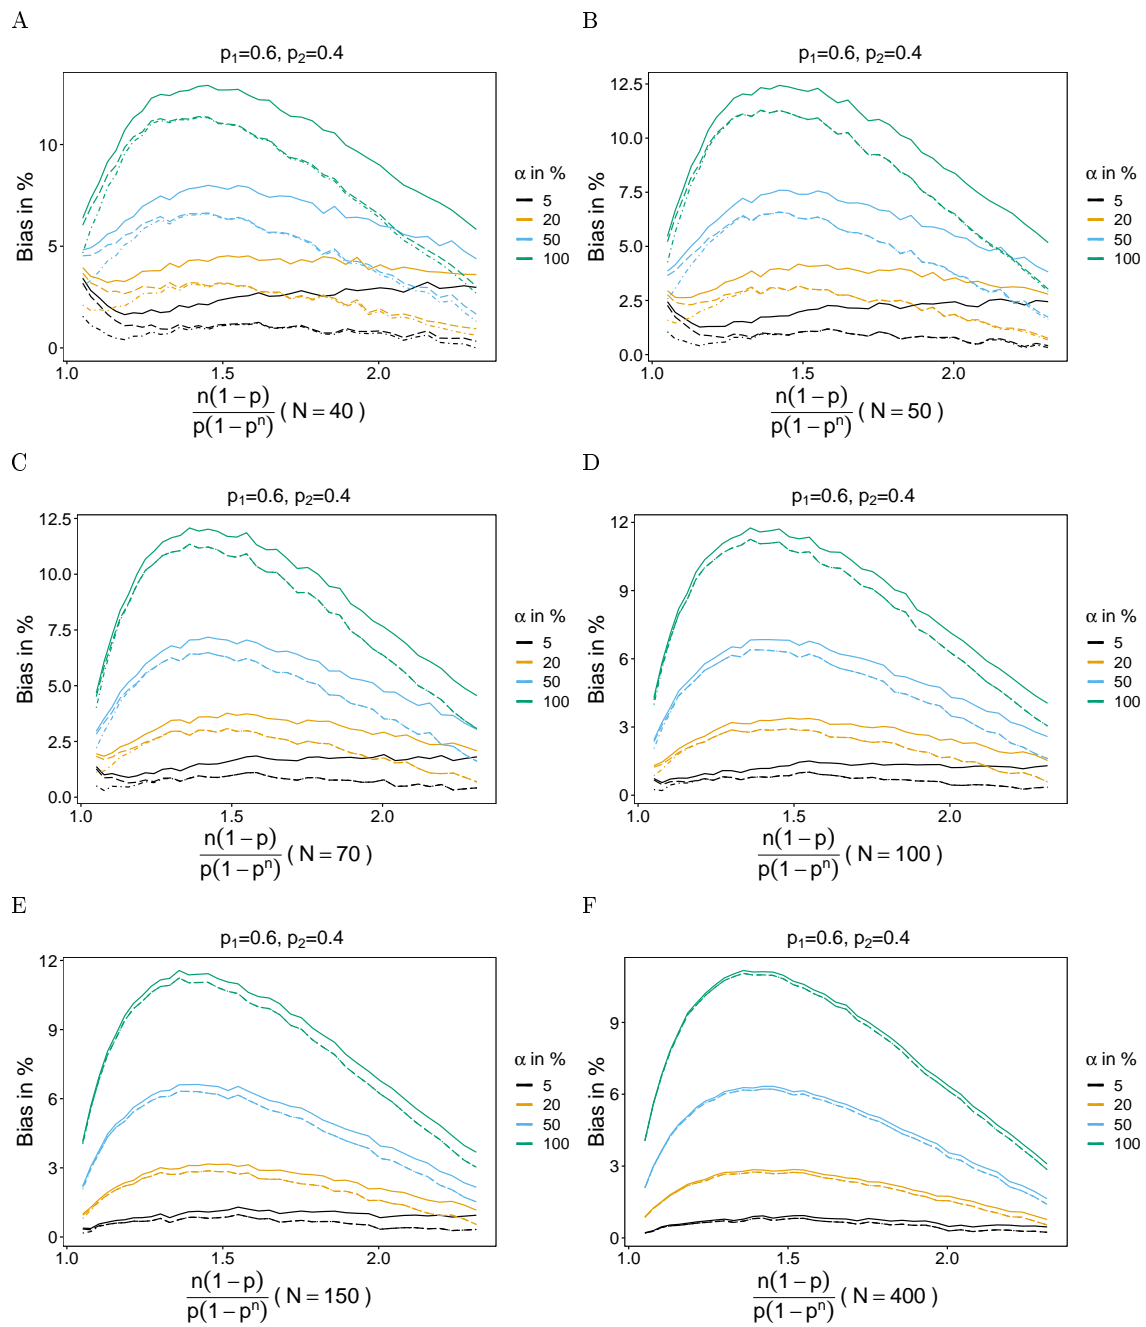 A
p₁=0.6, p₂=0.4
Bias in %
10
5
0
1.0 1.5 2.0
n(1−p)
p(1−pⁿ) ( N = 40 )
α in %
5
20
50
100
B
p₁=0.6, p₂=0.4
Bias in %
12.5
10.0
7.5
5.0
2.5
0.0
1.0 1.5 2.0
n(1−p)
p(1−pⁿ) ( N = 50 )
α in %
5
20
50
100
C
p₁=0.6, p₂=0.4
Bias in %
12.5
10.0
7.5
5.0
2.5
0.0
1.0 1.5 2.0
n(1−p)
p(1−pⁿ) ( N = 70 )
α in %
5
20
50
100
D
p₁=0.6, p₂=0.4
Bias in %
12
9
6
3
0
1.0 1.5 2.0
n(1−p)
p(1−pⁿ) ( N = 100 )
α in %
5
20
50
100
E
p₁=0.6, p₂=0.4
Bias in %
12
9
6
3
0
1.0 1.5 2.0
n(1−p)
p(1−pⁿ) ( N = 150 )
α in %
5
20
50
100
F
p₁=0.6, p₂=0.4
Bias in %
9
6
3
0
1.0 1.5 2.0
n(1−p)
p(1−pⁿ) ( N = 400 )
α in %
5
20
50
100